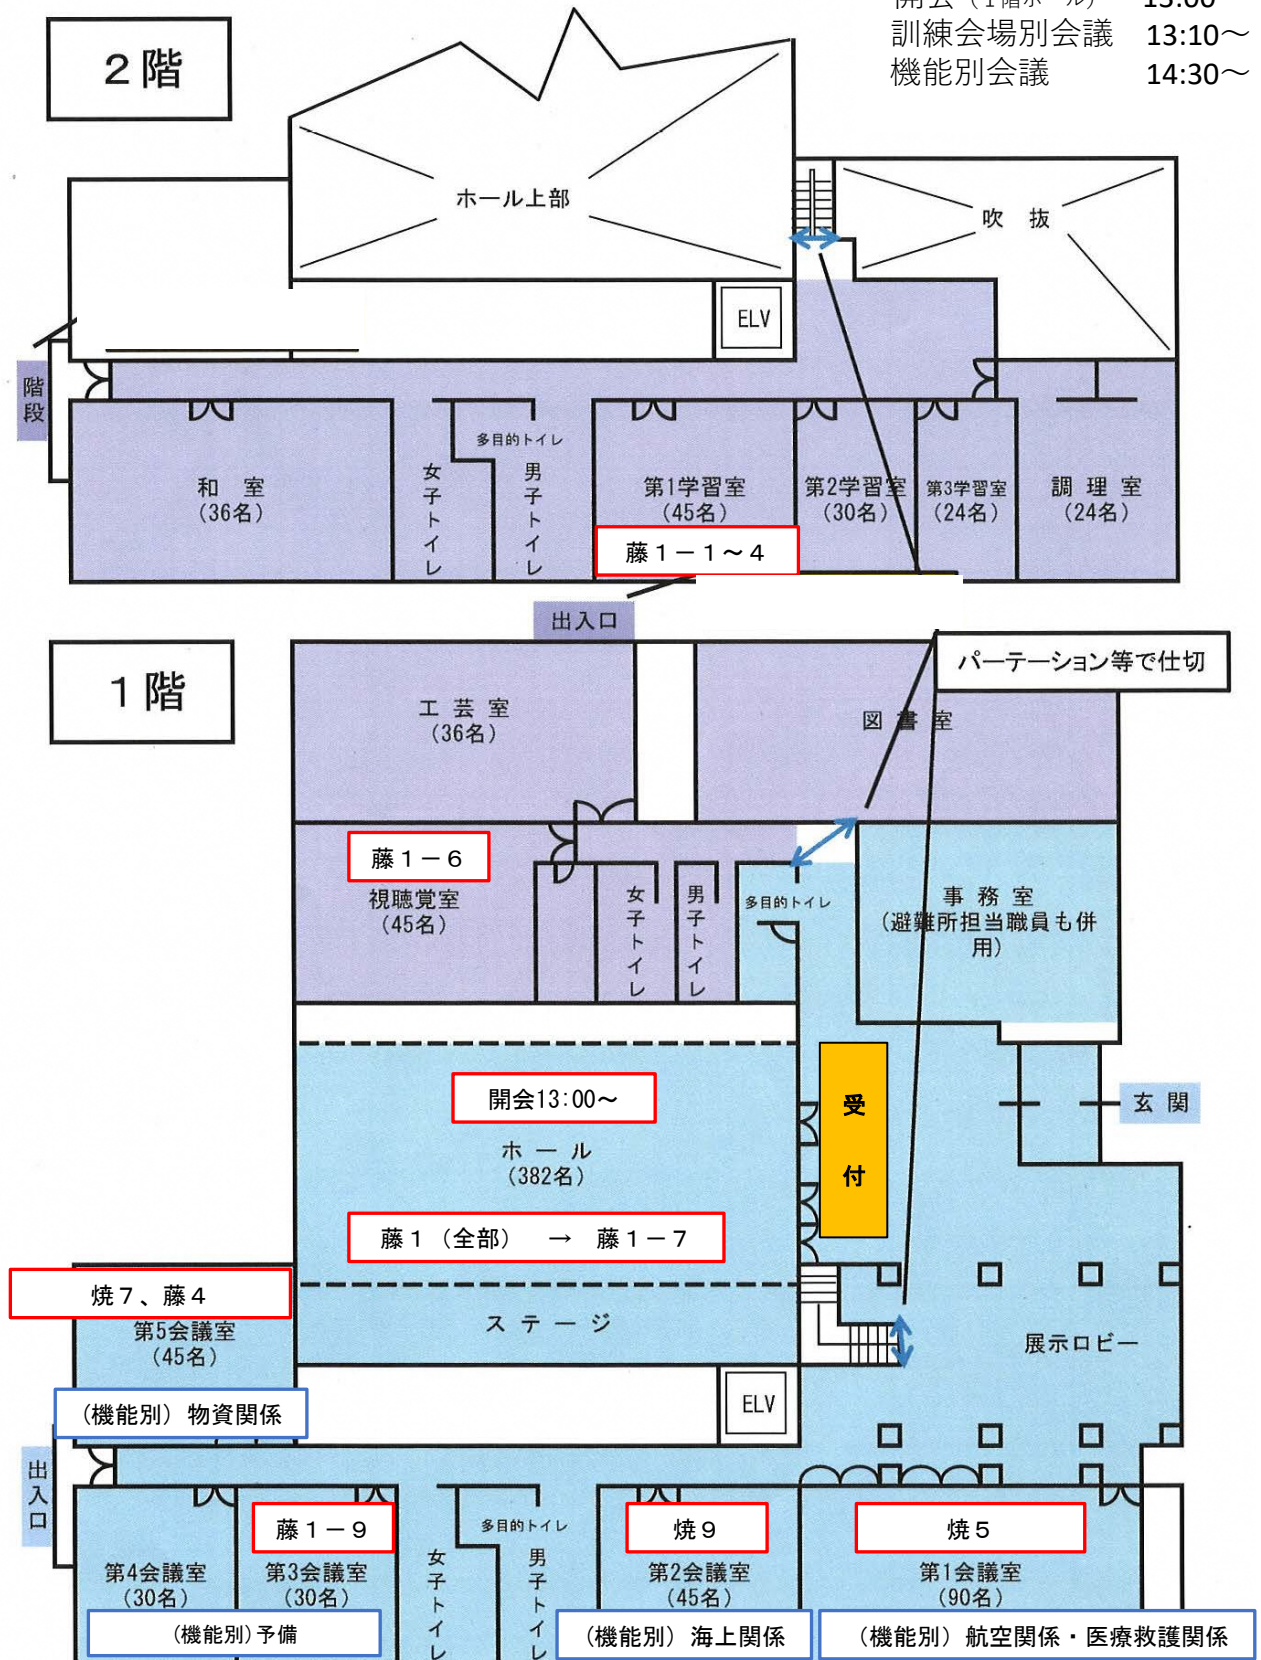 開会（１階ホール） 13:00
訓練会場別会議 13:10～
機能別会議 14:30～
２階
ホール上部
吹 抜
ELV
階段
和 室
(36名)
女子トイレ
多目的トイレ
男子トイレ
第1学習室
(45名)
第2学習室
(30名)
第3学習室
(24名)
調 理 室
(24名)
藤１－１～４
出入口
１階
パーテーション等で仕切
工 芸 室
(36名)
図 書 室
藤１－６
視聴覚室
(45名)
女子トイレ
男子トイレ
多目的トイレ
事 務 室
(避難所担当職員も併
用)
開会13:00～
ホ ー ル
(382名)
藤１（全部） → 藤１－７
受付
玄 関
焼７、藤４
第5会議室
(45名)
ス テ ー ジ
展示ロビー
（機能別）物資関係
ELV
出入口
藤１－９
多目的トイレ
焼９
焼５
第4会議室
(30名)
第3会議室
(30名)
女子トイレ
男子トイレ
第2会議室
(45名)
第1会議室
(90名)
（機能別）予備
（機能別）海上関係
（機能別）航空関係・医療救護関係